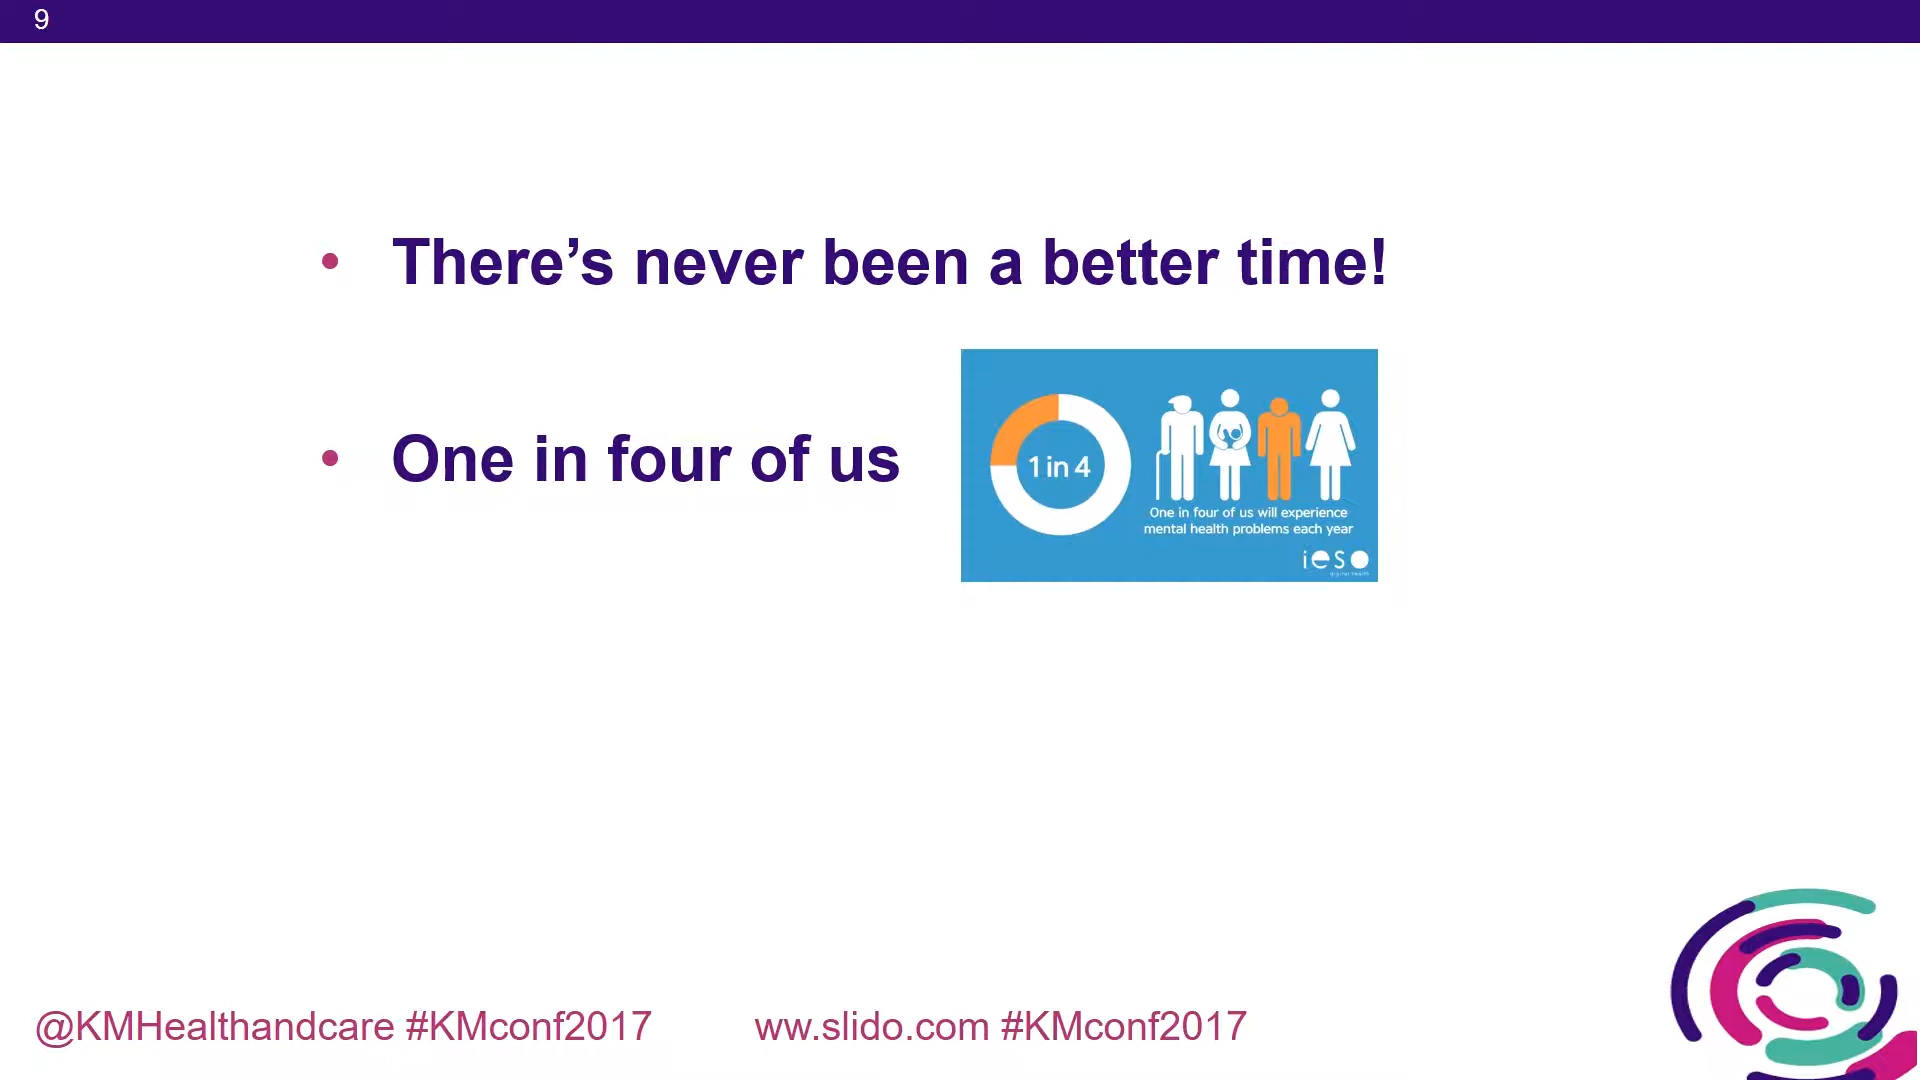 9
• There’s never been a better time!
• One in four of us
1 in 4
One in four of us will experience
mental health problems each year
ieso
digital health
@KMHealthandcare #KMconf2017 ww.slido.com #KMconf2017